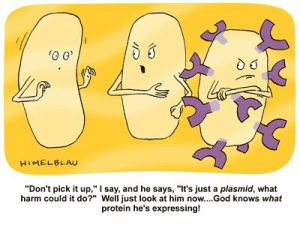 HIMELBLAU
"Don't pick it up," I say, and he says, "It's just a plasmid, what
harm could it do?" Well just look at him now....God knows what
protein he's expressing!